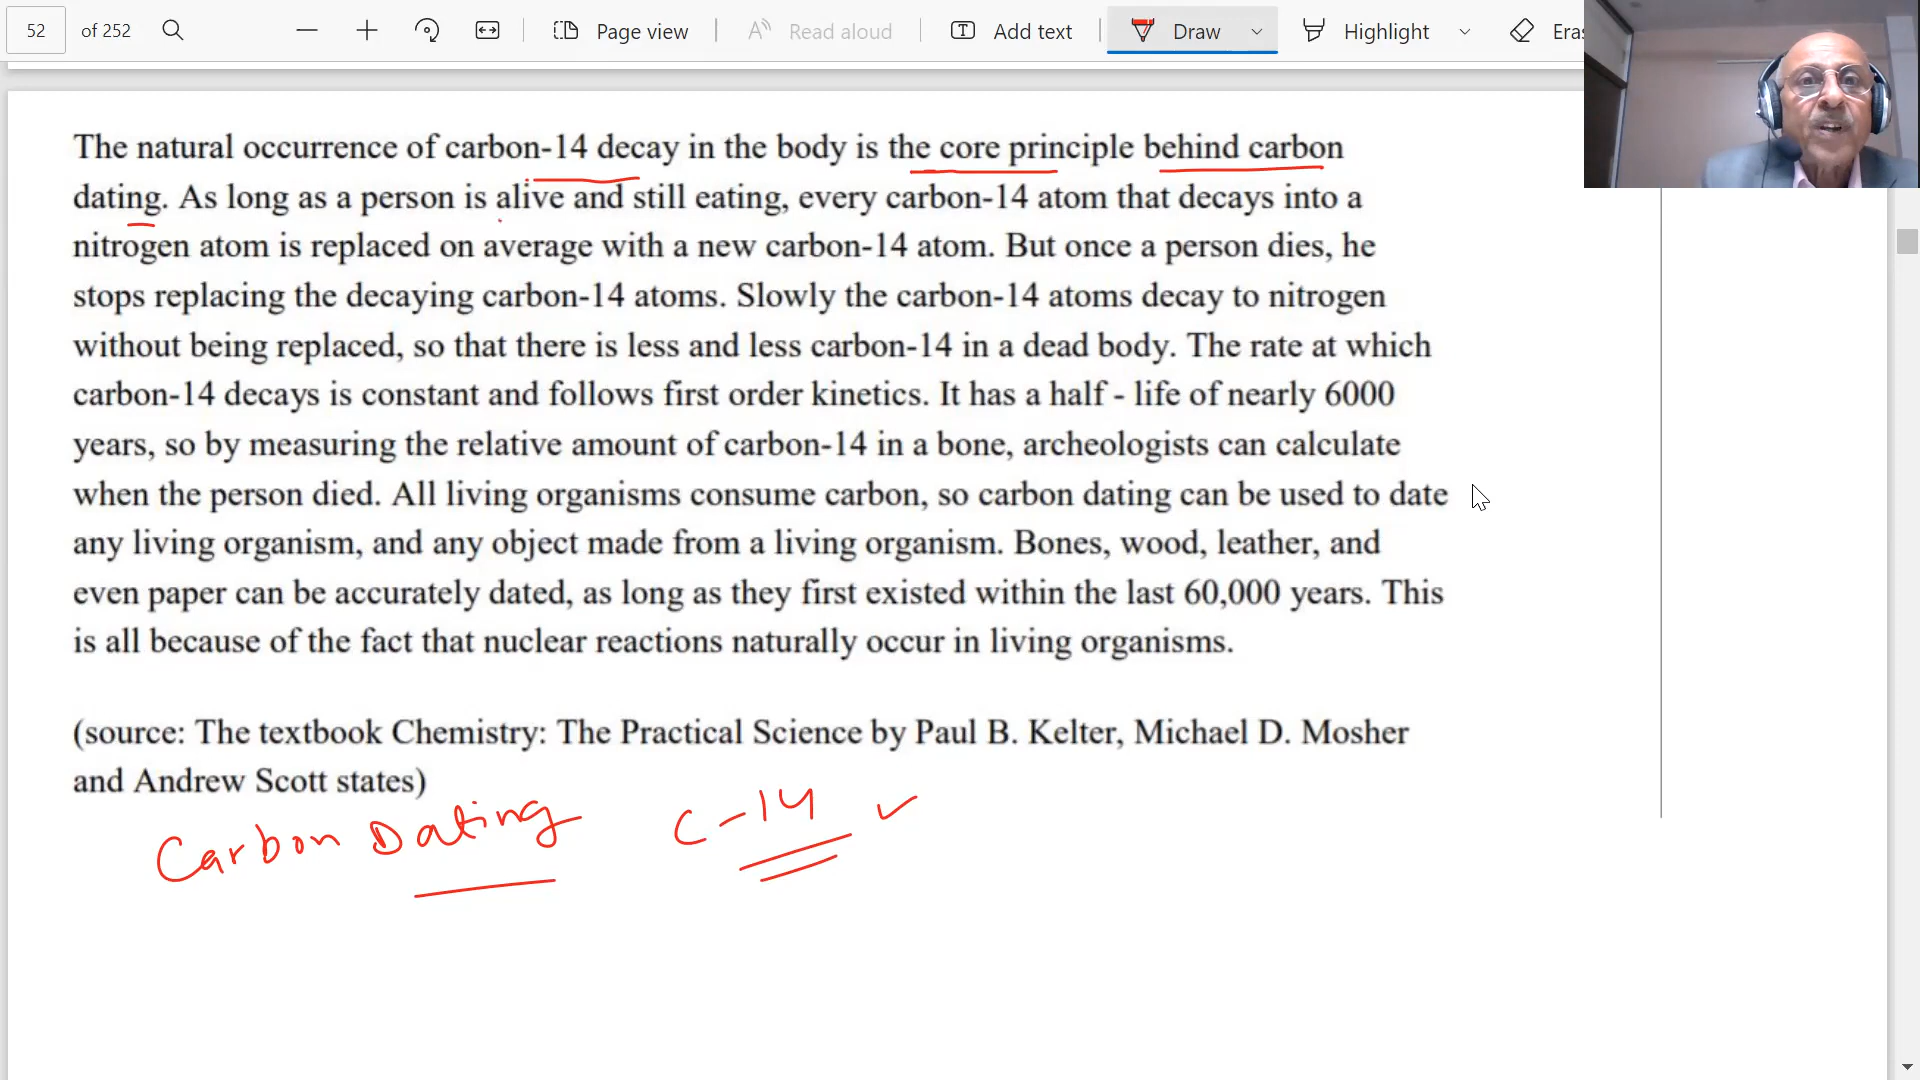 52 of 252 Page view Read aloud Add text Draw Highlight Eras
The natural occurrence of carbon-14 decay in the body is the core principle behind carbon
dating. As long as a person is alive and still eating, every carbon-14 atom that decays into a
nitrogen atom is replaced on average with a new carbon-14 atom. But once a person dies, he
stops replacing the decaying carbon-14 atoms. Slowly the carbon-14 atoms decay to nitrogen
without being replaced, so that there is less and less carbon-14 in a dead body. The rate at which
carbon-14 decays is constant and follows first order kinetics. It has a half - life of nearly 6000
years, so by measuring the relative amount of carbon-14 in a bone, archeologists can calculate
when the person died. All living organisms consume carbon, so carbon dating can be used to date
any living organism, and any object made from a living organism. Bones, wood, leather, and
even paper can be accurately dated, as long as they first existed within the last 60,000 years. This
is all because of the fact that nuclear reactions naturally occur in living organisms.
(source: The textbook Chemistry: The Practical Science by Paul B. Kelter, Michael D. Mosher
and Andrew Scott states)
Carbon Dating C-14 ✓